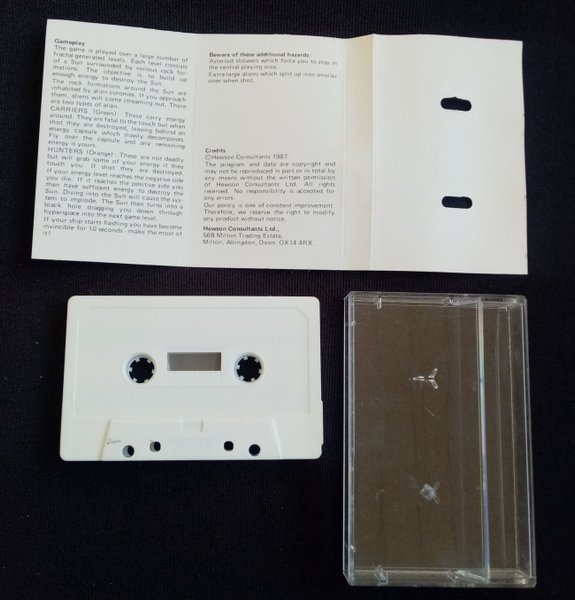 Gameplay
The game is played over a large number of
fractal-generated levels. Each level consists
of a Sun surrounded by various rock for-
mations. The objective is to build up
enough energy to destroy the Sun.
The rock formations around the Sun are
inhabited by alien colonies. If you approach
them, aliens will come streaming out. There
are two types of alien:
CARRIERS (Green). These carry energy
around. They are fatal to the touch but when
shot they are destroyed, leaving behind an
energy capsule which slowly decomposes.
Fly over the capsule and any remaining
energy is yours.
HUNTERS (Orange). These are not deadly
but will grab some of your energy if they
touch you. If shot they are destroyed.
If your energy level reaches the negative side
you die. If it reaches the positive side you
then have sufficent energy to destroy the
Sun. Diving into the Sun will cause the sys-
tem to implode. The Sun then turns into a
black hole dragging you down through
hyperspace into the next game level.
If your ship starts flashing you have become
invincible for 10 seconds - make the most of
it!
Beware of these additional hazards:
Asteroid showers which force you to stay in
the central playing area.
Extra large aliens which split up into smaller
ones when shot.
Credits
©Hewson Consultants 1987.
The program and data are copyright and
may not be reproduced in part or in total by
any means without the written permission
of Hewson Consultants Ltd. All rights
reserved. No responsibility is accepted for
any errors.
Our policy is one of constant improvement.
Therefore, we reserve the right to modify
any product without notice.
Hewson Consultants Ltd.,
56B Milton Trading Estate,
Milton, Abingdon, Oxon. OX14 4RX.